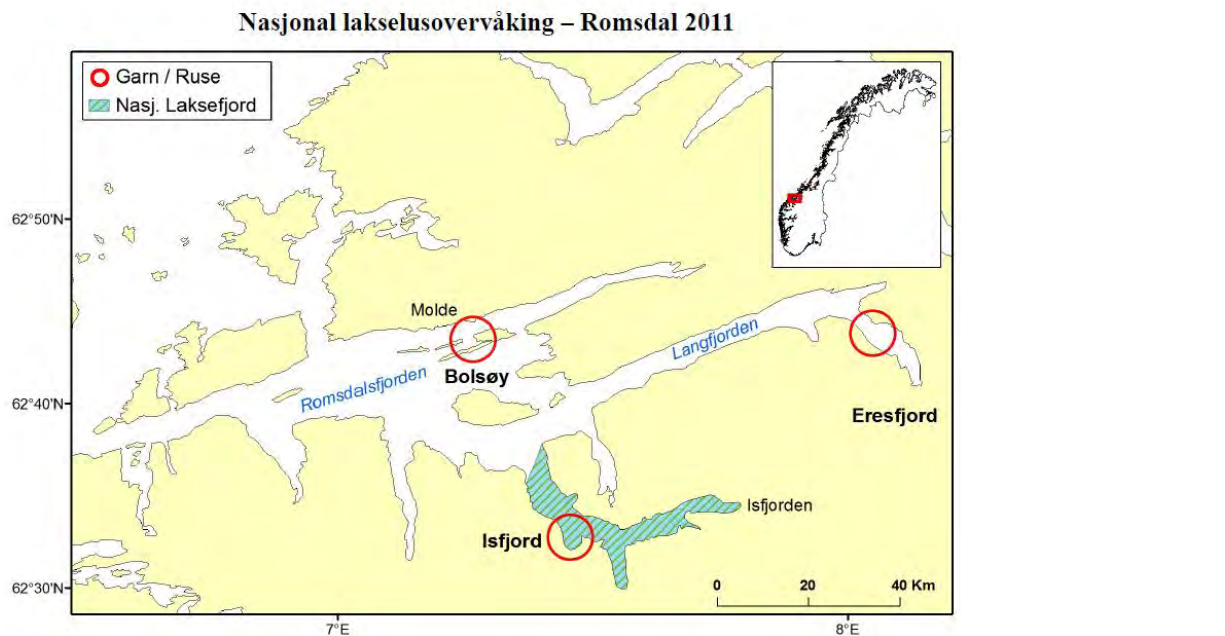 Nasjonal lakselusovervåking – Romsdal 2011
Garn / Ruse
Nasj. Laksefjord
62°50'N
Molde
Langfjorden
Bolsøy
Romsdalsfjorden
62°40'N
Eresfjord
Isfjorden
Isfjord
0 20 40 Km
62°30'N
7°E 8°E